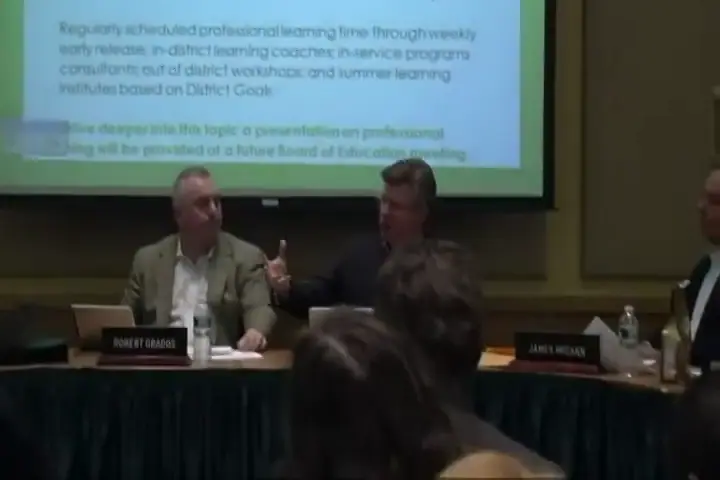 Regularly scheduled professional learning time through weekly
early release, in-district learning coaches, in-service programs
consultants, out of district workshops, and summer learning
institutes based on District Goals
deeper into this topic a presentation on professional
will be provided at a future Board of Education meeting
ROBERT GRADOS
JAMES